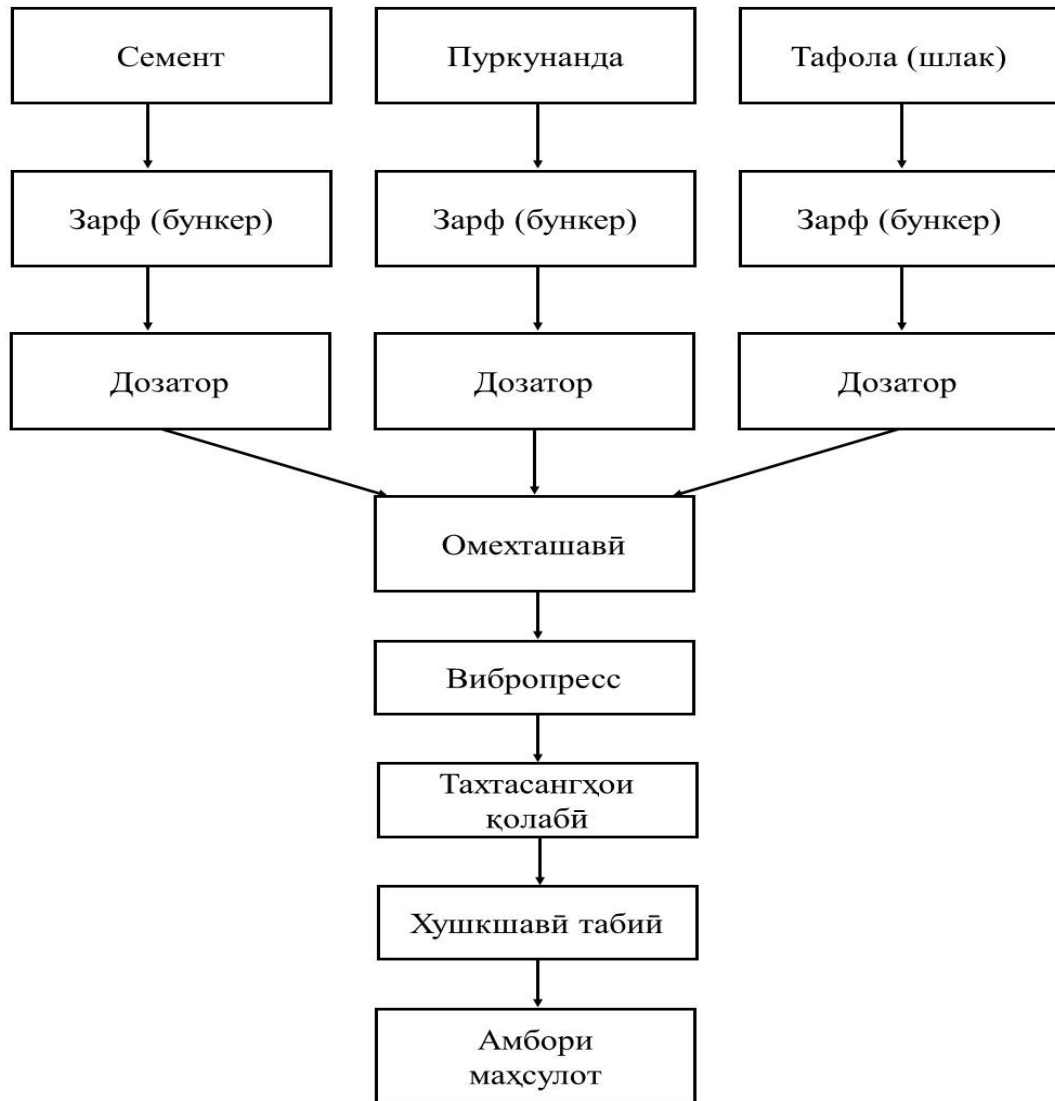 Семент
Пуркунанда
Тафола (шлак)
Зарф (бункер)
Зарф (бункер)
Зарф (бункер)
Дозатор
Дозатор
Дозатор
Омехташавӣ
Вибропресс
Тахтасангҳои
қолабӣ
Хушкшавӣ табиӣ
Амбори
маҳсулот